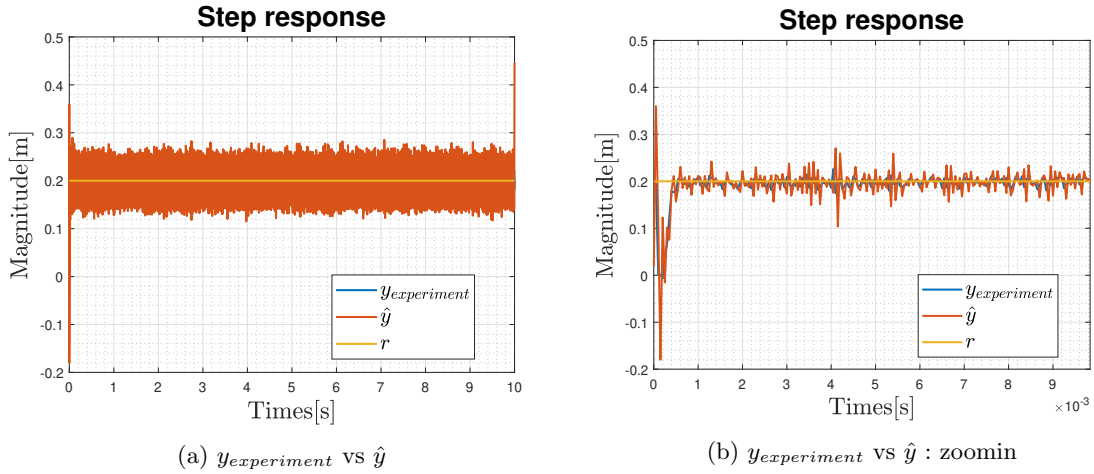 Step response
Magnitude[m]
0.5
0.4
0.3
0.2
0.1
0
-0.1
-0.2
0 1 2 3 4 5 6 7 8 9 10
Times[s]
y_experiment
ŷ
r
(a) y_experiment vs ŷ
Step response
Magnitude[m]
0.5
0.4
0.3
0.2
0.1
0
-0.1
-0.2
0 1 2 3 4 5 6 7 8 9
×10⁻³
Times[s]
y_experiment
ŷ
r
(b) y_experiment vs ŷ : zoomin